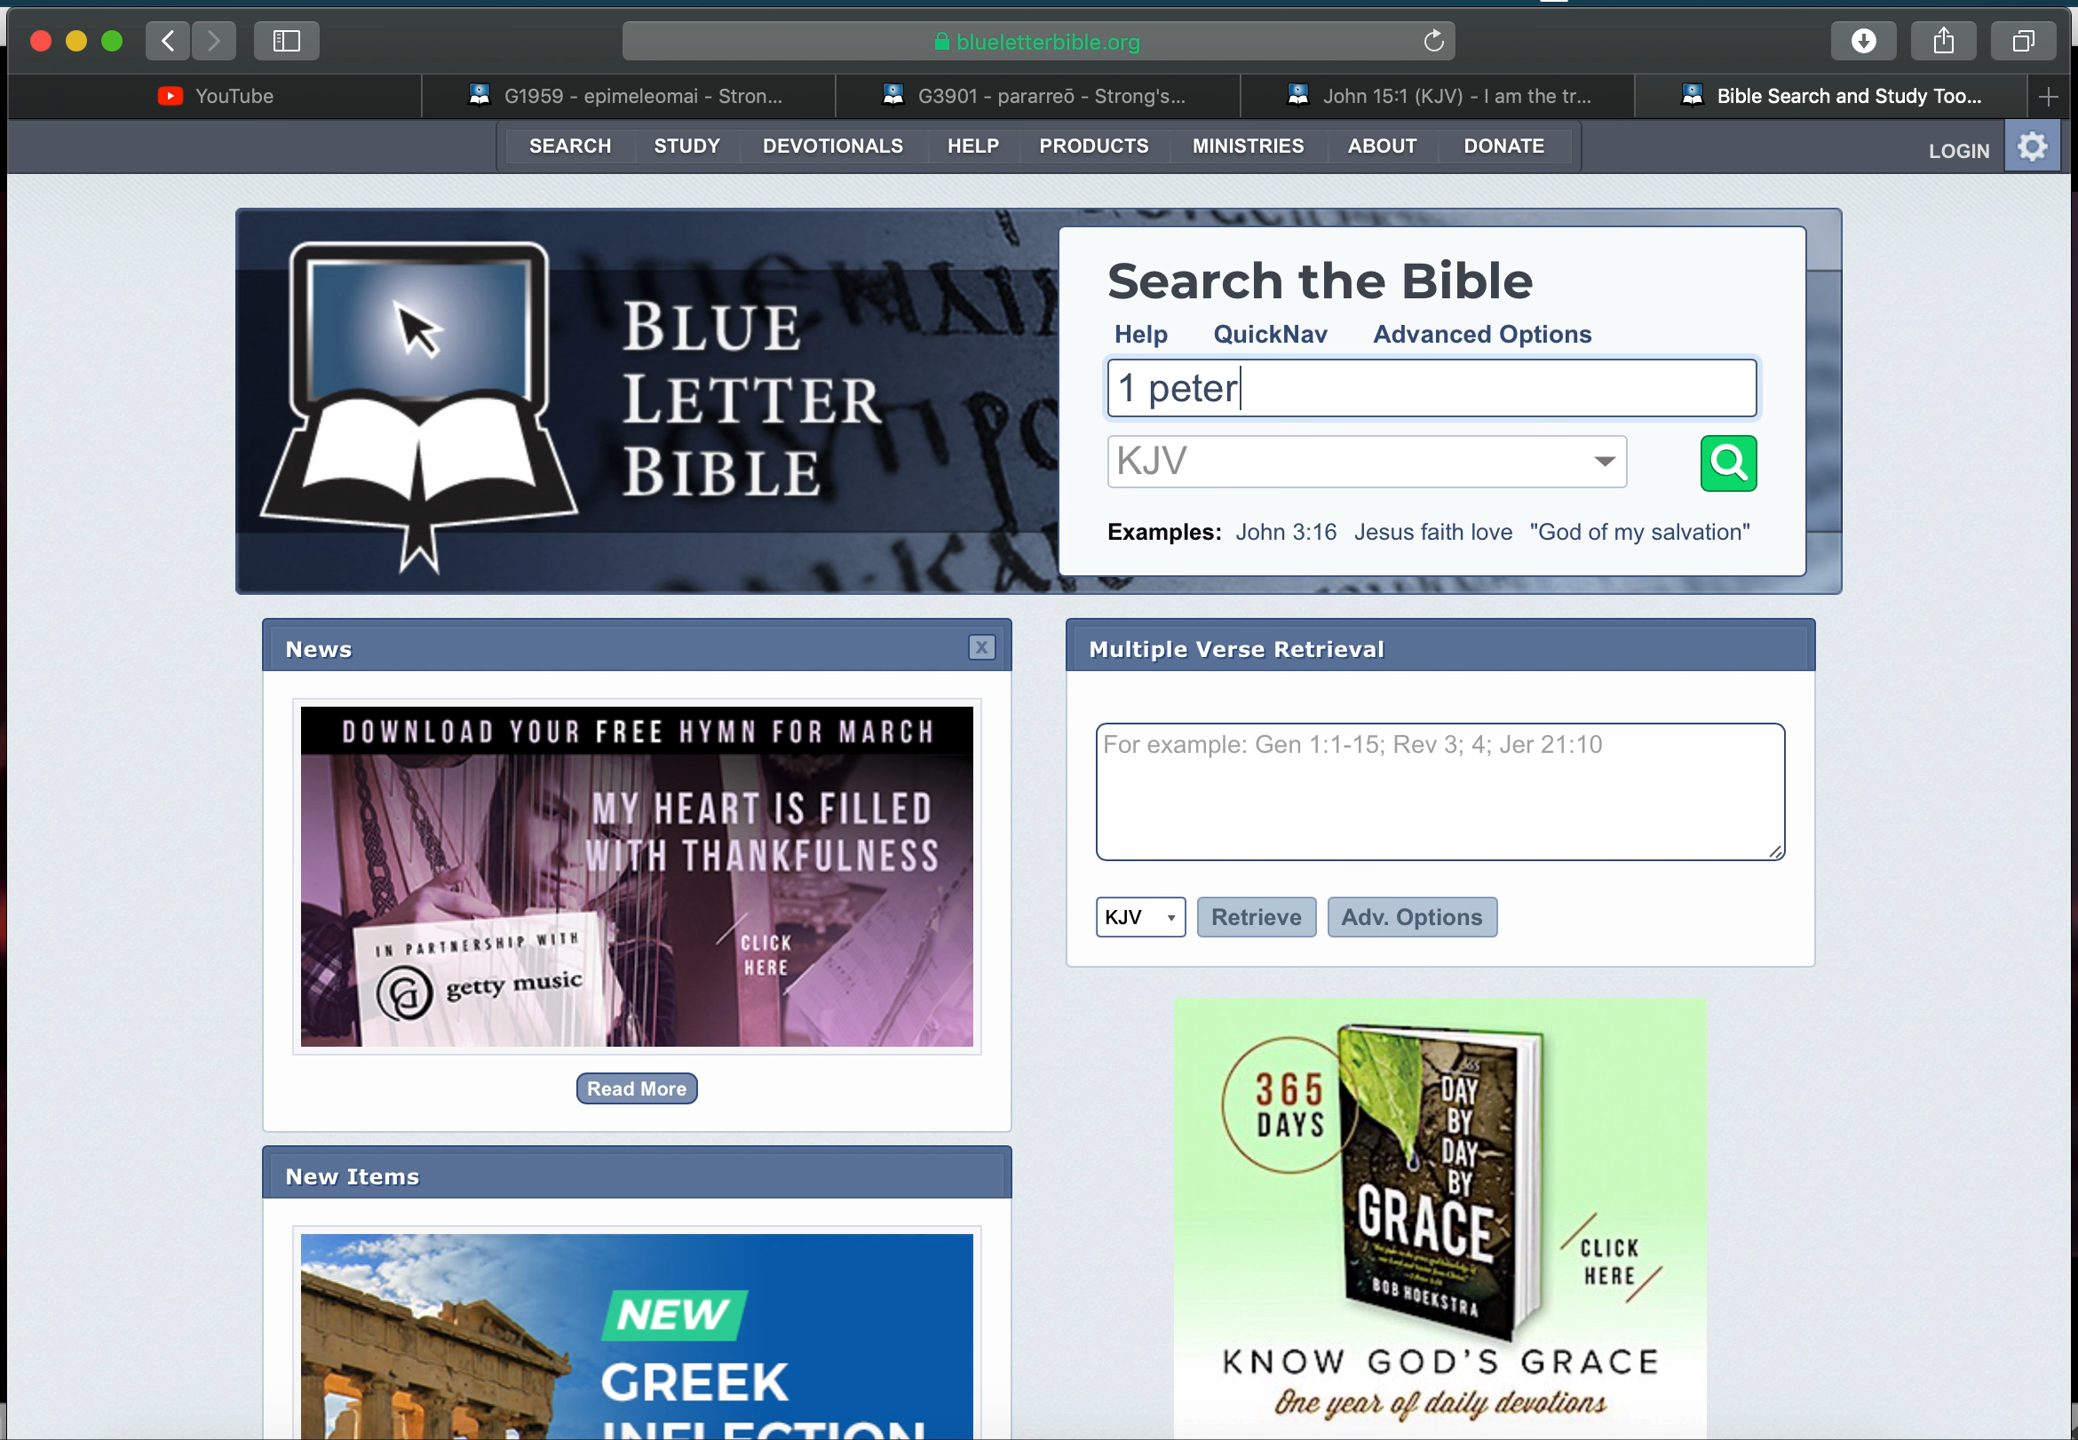 blueletterbible.org
YouTube
G1959 - epimeleomai - Stron...
G3901 - pararreō - Strong's...
John 15:1 (KJV) - I am the tr...
Bible Search and Study Too...
SEARCH STUDY DEVOTIONALS HELP PRODUCTS MINISTRIES ABOUT DONATE
LOGIN
BLUE
LETTER
BIBLE
Search the Bible
Help QuickNav Advanced Options
1 peter
KJV
Examples: John 3:16 Jesus faith love "God of my salvation"
News
X
DOWNLOAD YOUR FREE HYMN FOR MARCH
MY HEART IS FILLED
WITH THANKFULNESS
IN PARTNERSHIP WITH
getty music
CLICK
HERE
Read More
New Items
NEW
GREEK
INFLECTION
Multiple Verse Retrieval
For example: Gen 1:1-15; Rev 3; 4; Jer 21:10
KJV Retrieve Adv. Options
365
DAYS
365
DAY
BY
DAY
BY
GRACE
BOB HOEKSTRA
CLICK
HERE
KNOW GOD'S GRACE
One year of daily devotions